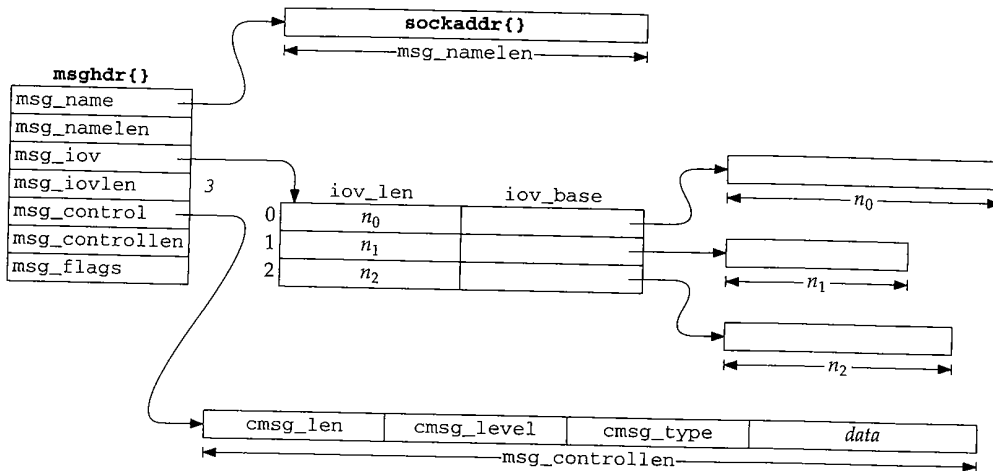 sockaddr{}
msg_namelen
msghdr{}
msg_name
msg_namelen
msg_iov
msg_iovlen 3
msg_control
msg_controllen
msg_flags
iov_len iov_base
0 n₀
1 n₁
2 n₂
n₀
n₁
n₂
cmsg_len cmsg_level cmsg_type data
msg_controllen